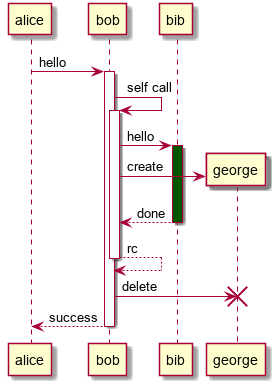 alice bob bib
hello
self call
hello
create
george
done
rc
delete
success
alice bob bib george